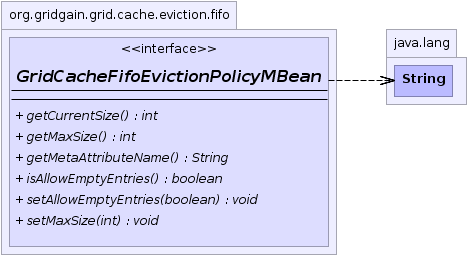 org.gridgain.grid.cache.eviction.fifo
<<interface>>
GridCacheFifoEvictionPolicyMBean
+ getCurrentSize() : int
+ getMaxSize() : int
+ getMetaAttributeName() : String
+ isAllowEmptyEntries() : boolean
+ setAllowEmptyEntries(boolean) : void
+ setMaxSize(int) : void
java.lang
String